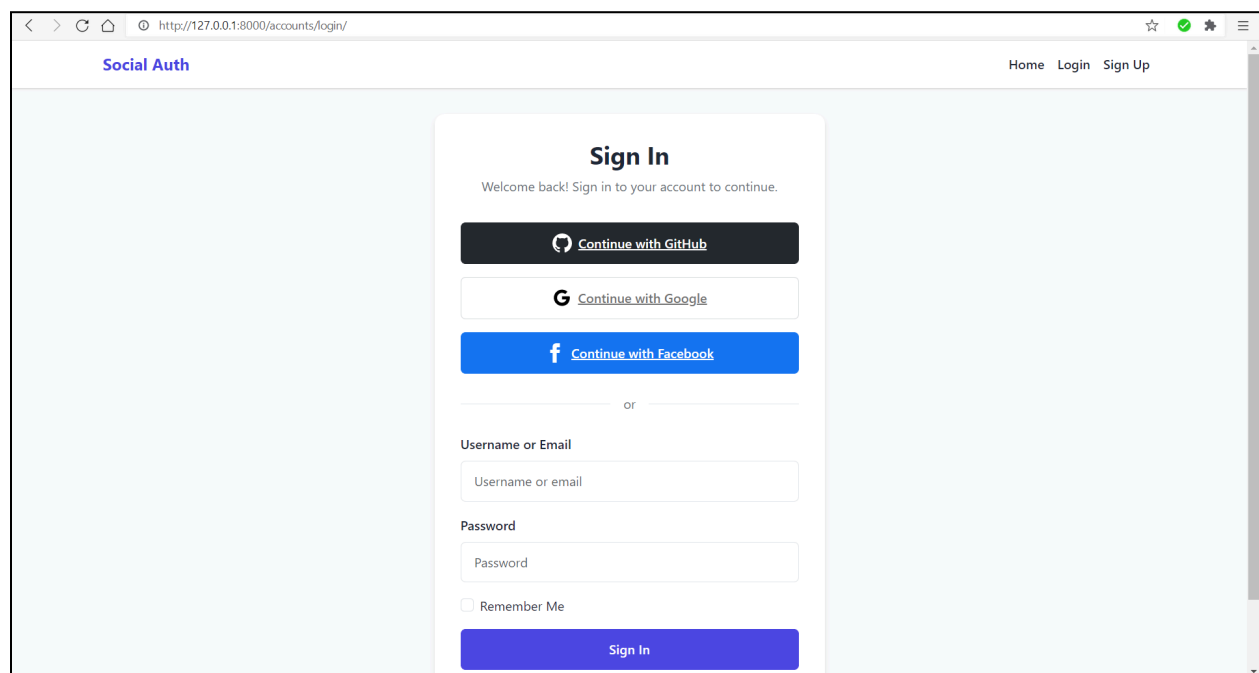 http://127.0.0.1:8000/accounts/login/
Social Auth
Home Login Sign Up
Sign In
Welcome back! Sign in to your account to continue.
Continue with GitHub
Continue with Google
Continue with Facebook
or
Username or Email
Username or email
Password
Password
Remember Me
Sign In